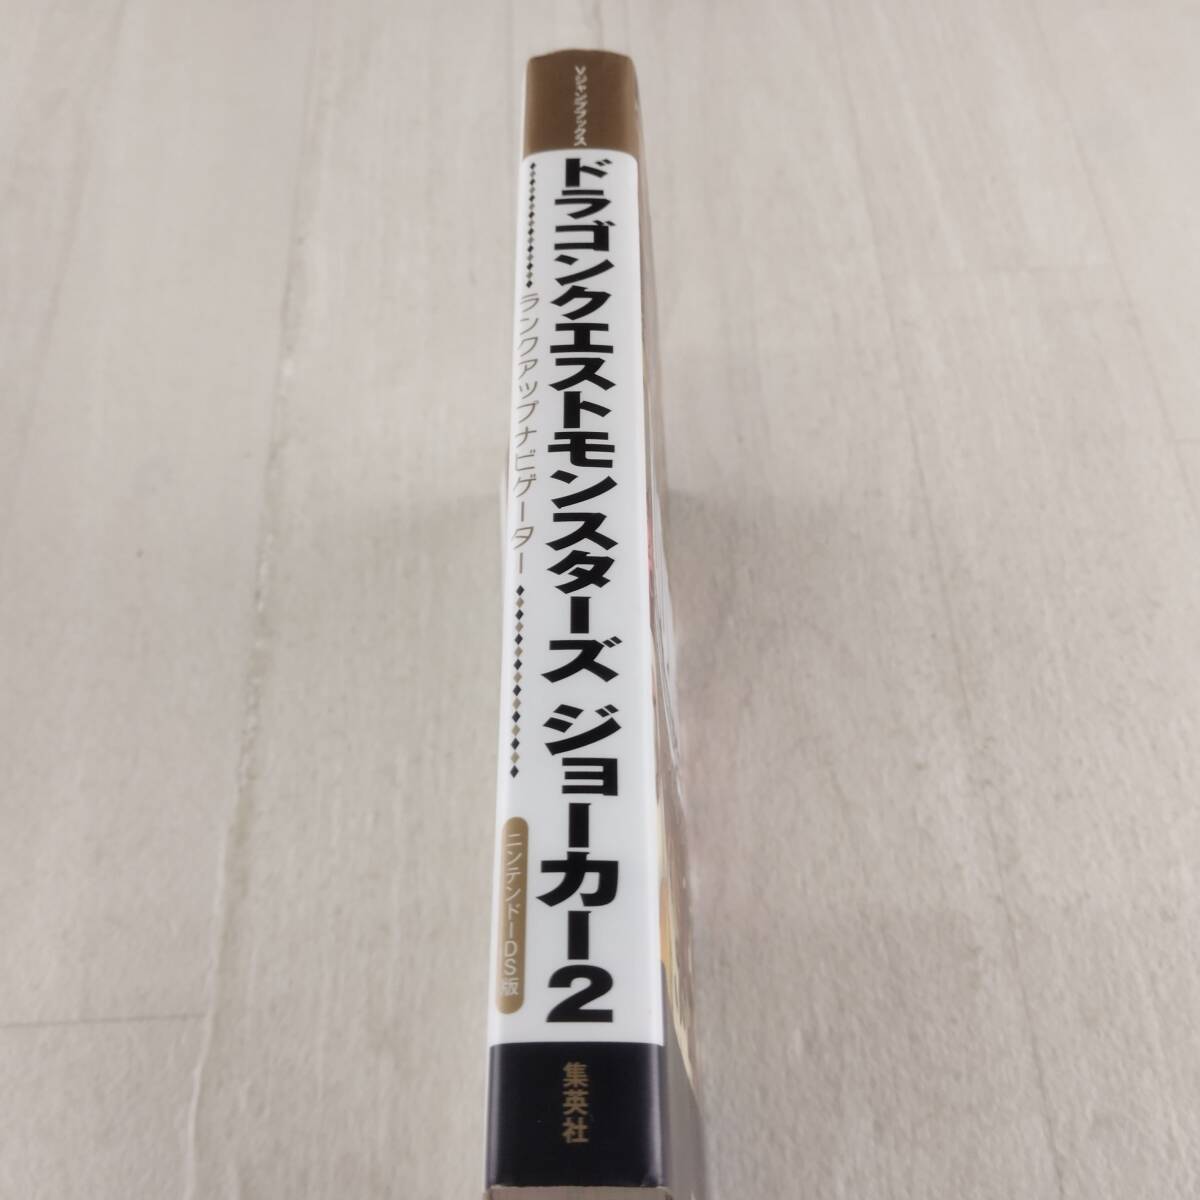 Vジャンプブックス
ドラゴンクエストモンスターズ ジョーカー2
ランクアップナビゲーター
ニンテンドーDS版
集英社